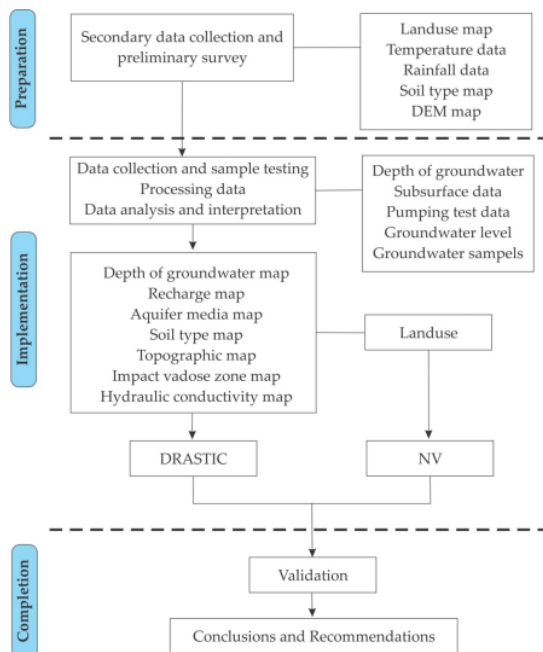 Preparation
Secondary data collection and
preliminary survey
Landuse map
Temperature data
Rainfall data
Soil type map
DEM map
Implementation
Data collection and sample testing
Processing data
Data analysis and interpretation
Depth of groundwater
Subsurface data
Pumping test data
Groundwater level
Groundwater sampels
Depth of groundwater map
Recharge map
Aquifer media map
Soil type map
Topographic map
Impact vadose zone map
Hydraulic conductivity map
Landuse
DRASTIC
NV
Completion
Validation
Conclusions and Recommendations